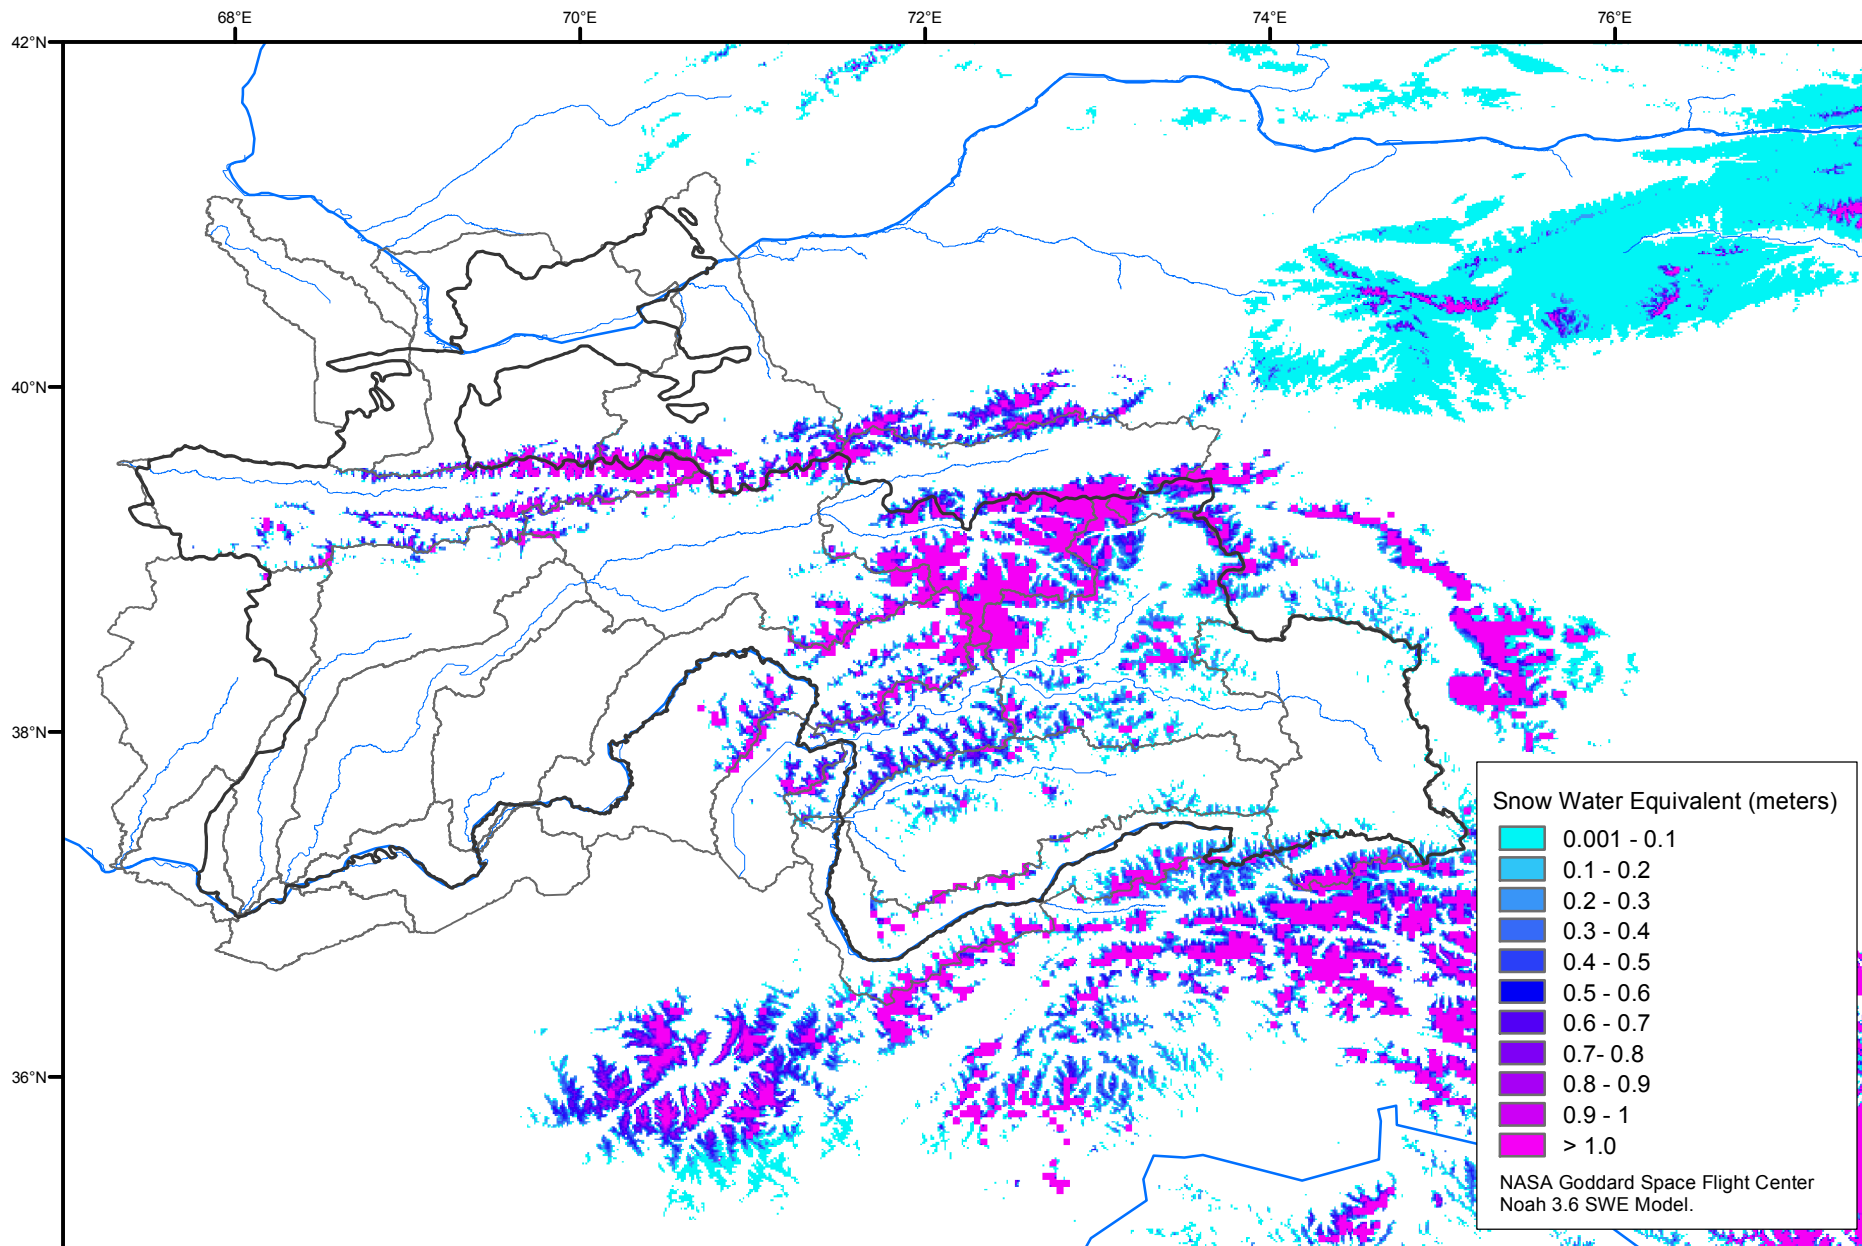 68°E 70°E 72°E 74°E 76°E
42°N
40°N
38°N
36°N
Snow Water Equivalent (meters)
0.001 - 0.1
0.1 - 0.2
0.2 - 0.3
0.3 - 0.4
0.4 - 0.5
0.5 - 0.6
0.6 - 0.7
0.7- 0.8
0.8 - 0.9
0.9 - 1
> 1.0
NASA Goddard Space Flight Center
Noah 3.6 SWE Model.